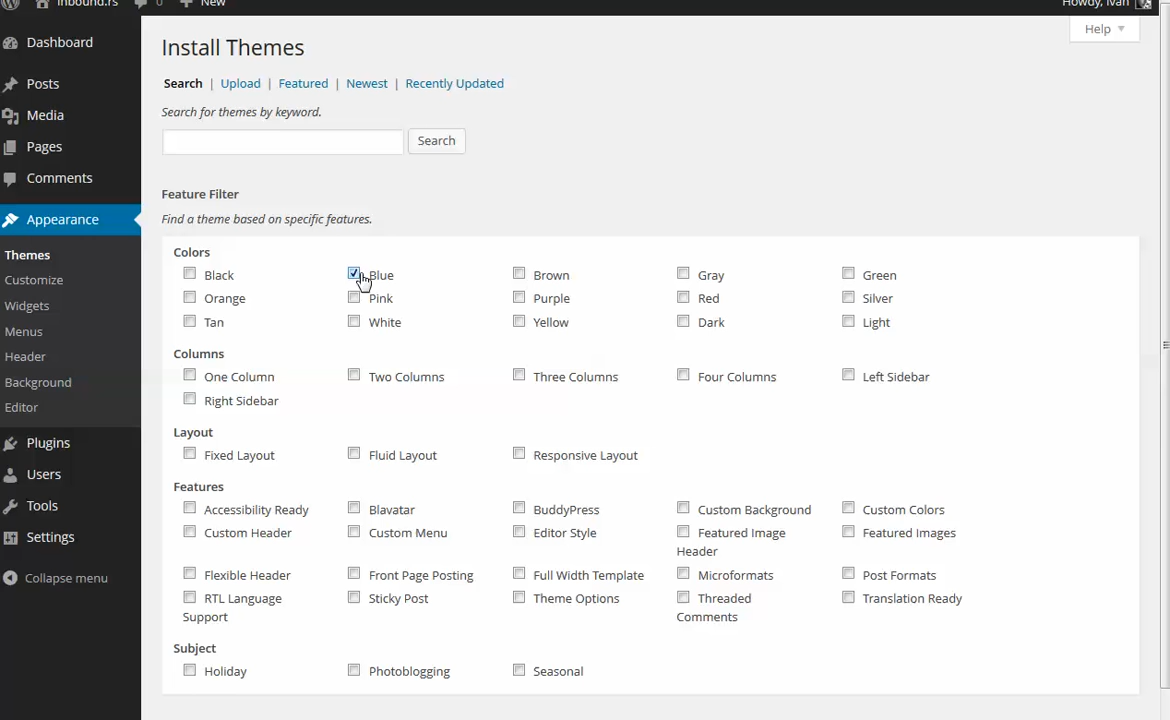 inbound.rs 0 New Howdy, Ivan
Help
Dashboard
Posts
Media
Pages
Comments
Appearance
Themes
Customize
Widgets
Menus
Header
Background
Editor
Plugins
Users
Tools
Settings
Collapse menu
Install Themes
Search | Upload | Featured | Newest | Recently Updated
Search for themes by keyword.
Search
Feature Filter
Find a theme based on specific features.
Colors
Black Blue Brown Gray Green
Orange Pink Purple Red Silver
Tan White Yellow Dark Light
Columns
One Column Two Columns Three Columns Four Columns Left Sidebar
Right Sidebar
Layout
Fixed Layout Fluid Layout Responsive Layout
Features
Accessibility Ready Blavatar BuddyPress Custom Background Custom Colors
Custom Header Custom Menu Editor Style Featured Image Featured Images
Header
Flexible Header Front Page Posting Full Width Template Microformats Post Formats
RTL Language Sticky Post Theme Options Threaded Translation Ready
Support Comments
Subject
Holiday Photoblogging Seasonal